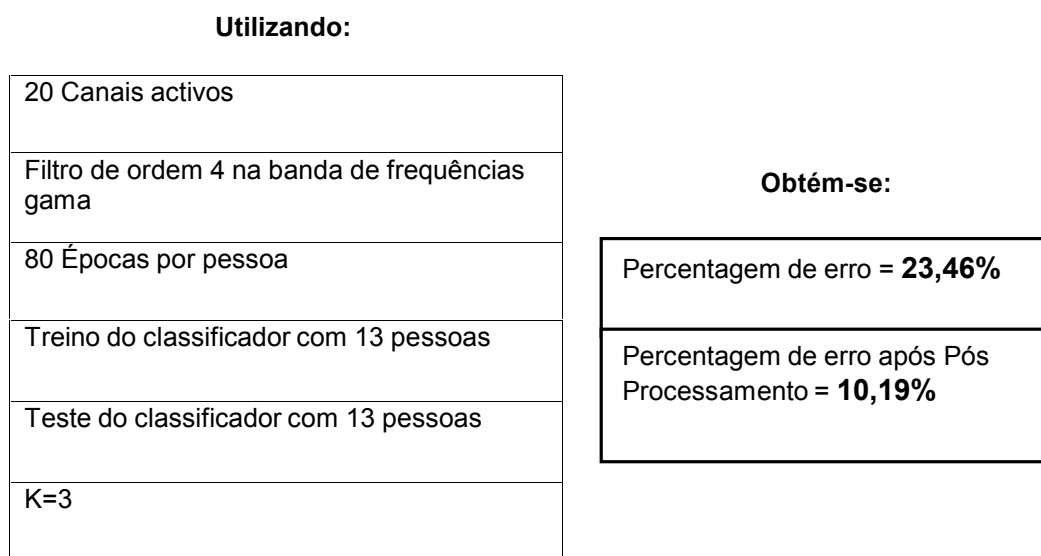 Utilizando:
20 Canais activos
Filtro de ordem 4 na banda de frequências
gama
80 Épocas por pessoa
Treino do classificador com 13 pessoas
Teste do classificador com 13 pessoas
K=3
Obtém-se:
Percentagem de erro = 23,46%
Percentagem de erro após Pós
Processamento = 10,19%